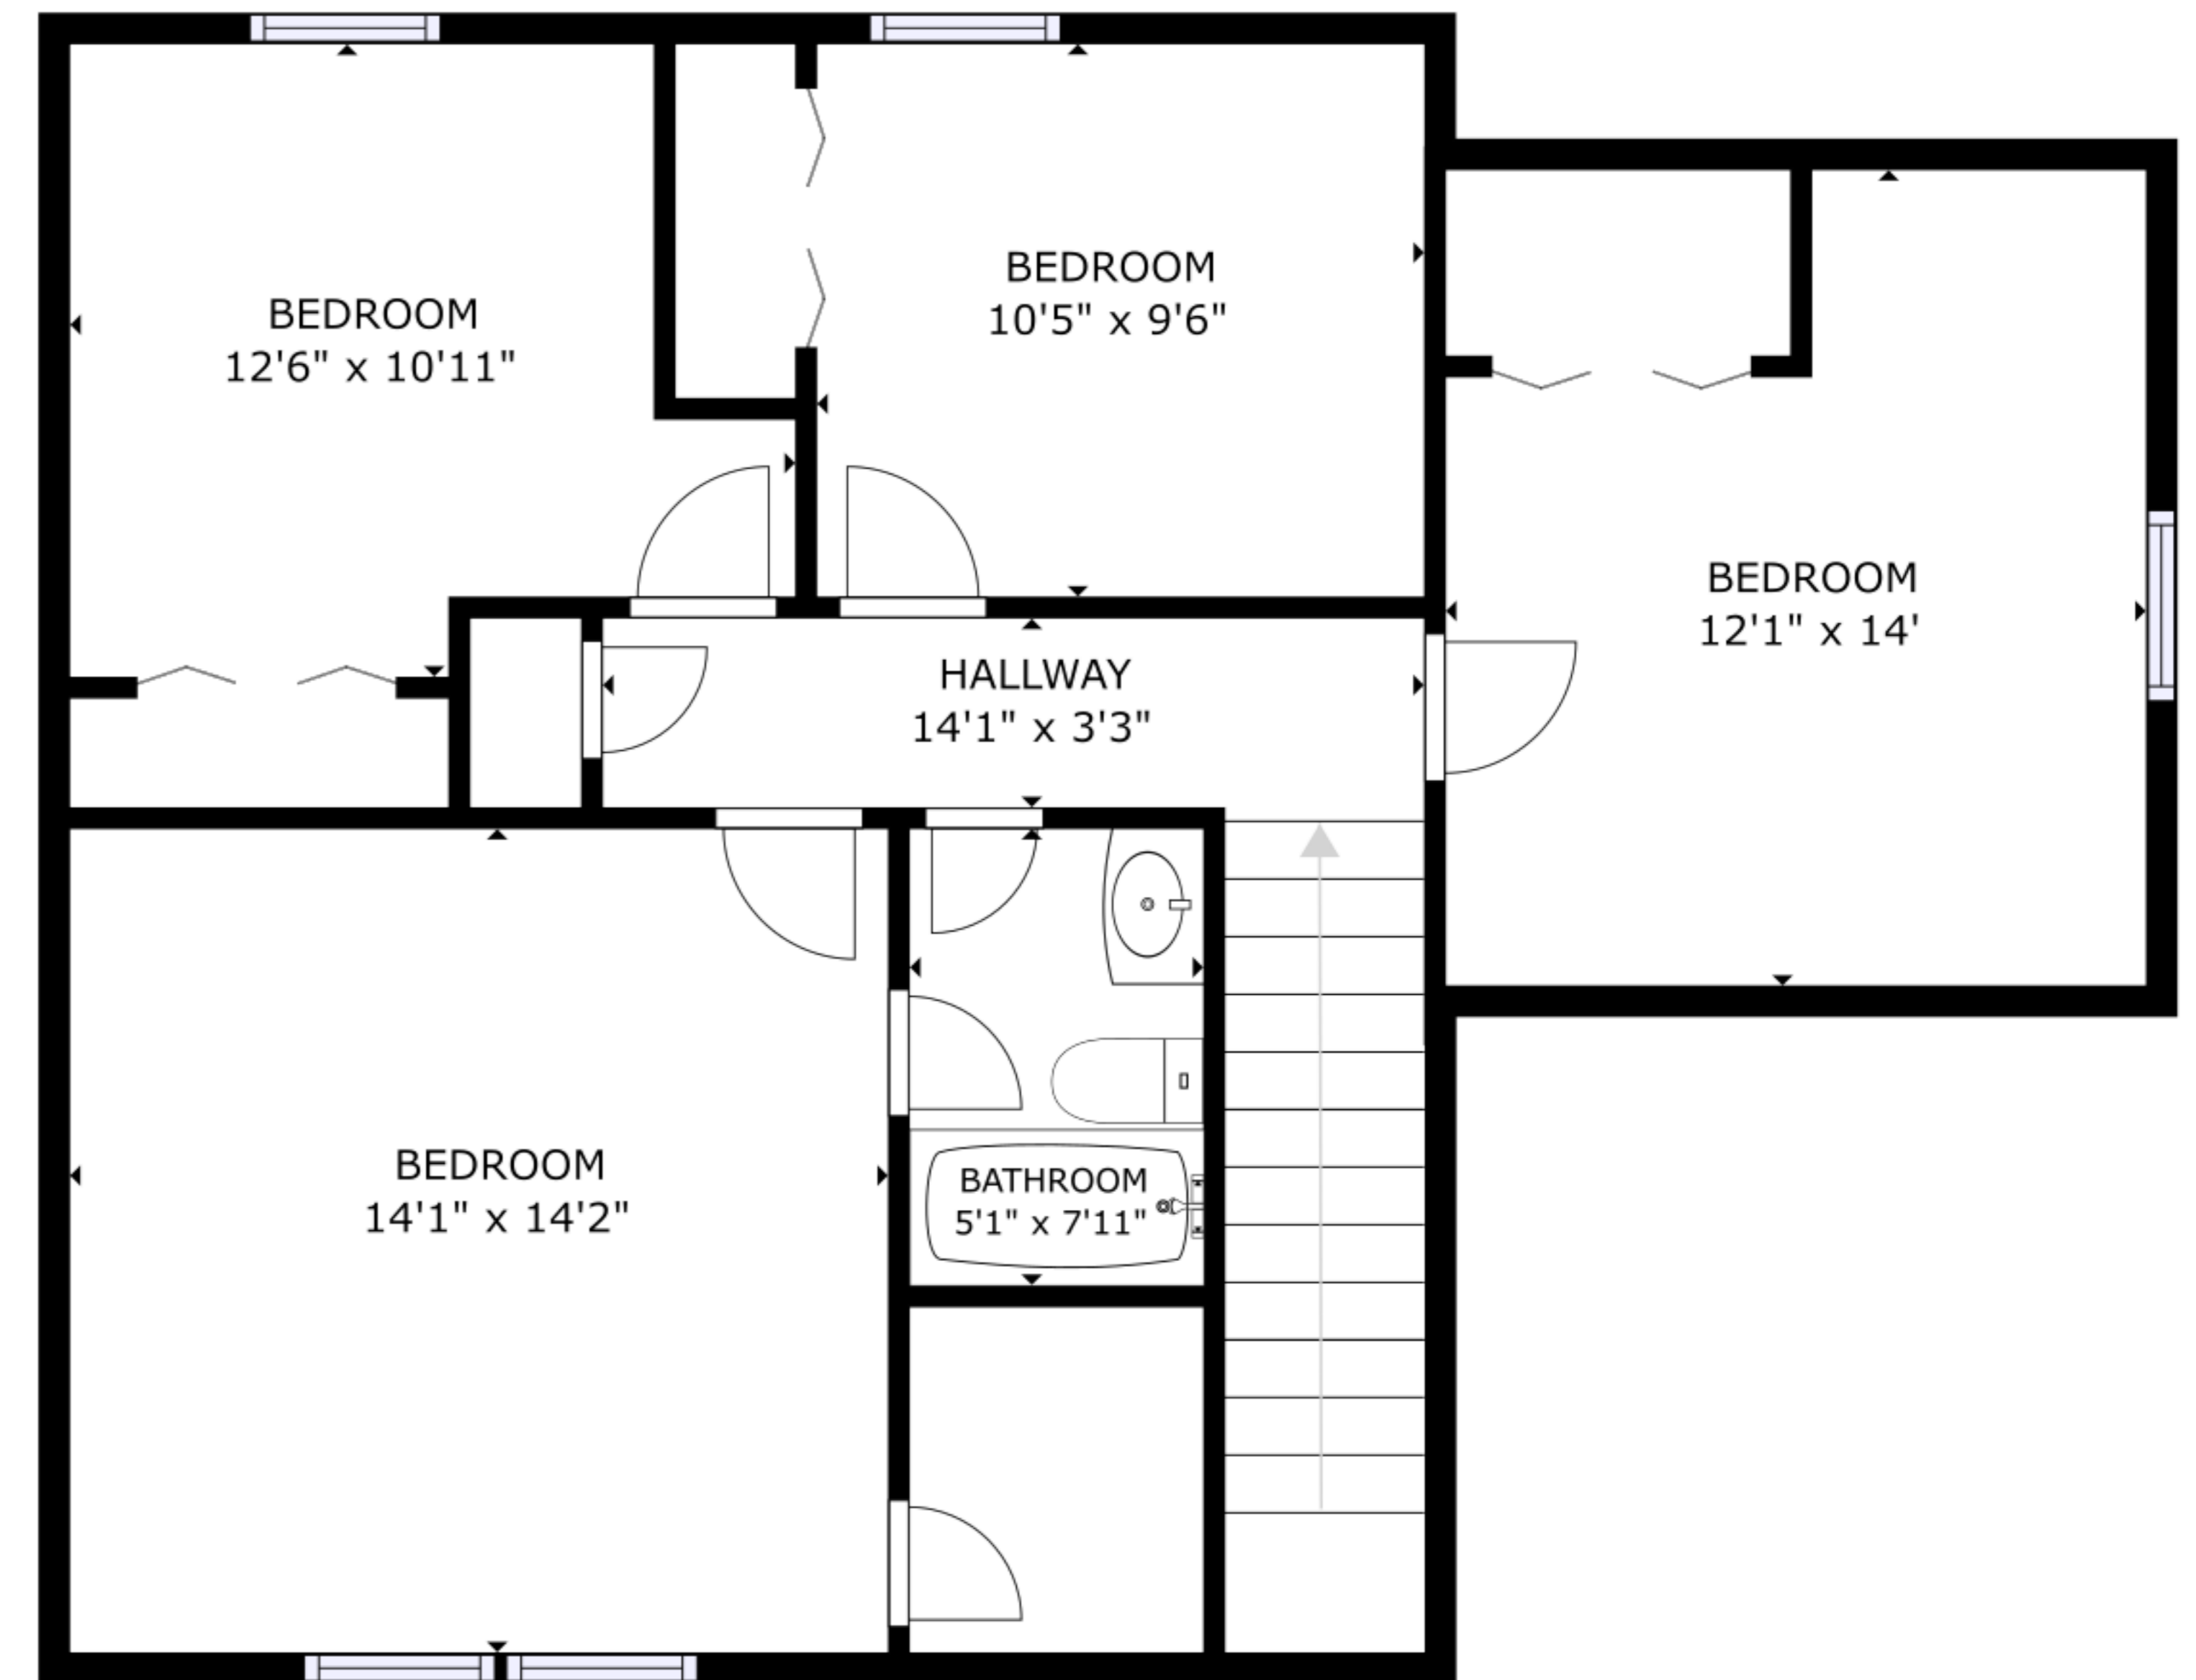 BEDROOM
12'6" x 10'11"
BEDROOM
10'5" x 9'6"
BEDROOM
12'1" x 14'
HALLWAY
14'1" x 3'3"
BEDROOM
14'1" x 14'2"
BATHROOM
5'1" x 7'11"